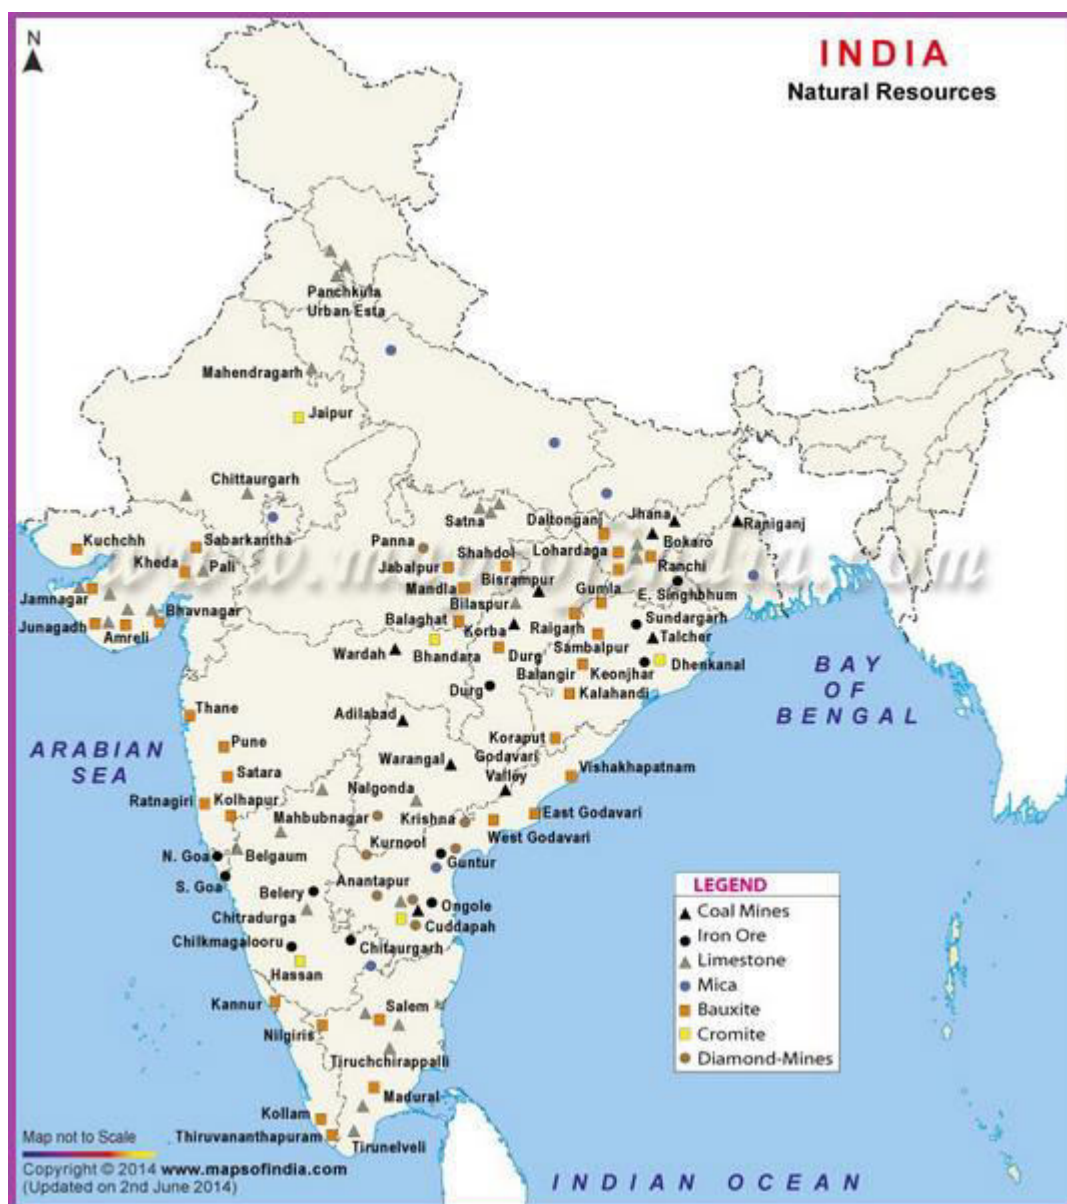 N
INDIA
Natural Resources
Panchkula
Urban Esta
Mahendragarh
Jaipur
Chittaurgarh
Satna
Daltonganj
Jhana
Raniganj
Kuchchh
Sabarkantha
Panna
Shahdol
Lohardaga
Bokaro
www.mapsofindia.com
Kheda
Pali
Jabalpur
Bisrampur
Ranchi
Jamnagar
Mandla
Bilaspur
Gumla
E. Singhbhum
Bhavnagar
Junagadh
Amreli
Balaghat
Korba
Raigarh
Sundargarh
Talcher
Wardah
Bhandara
Durg
Sambalpur
Balangir
Keonjhar
Dhenkanal
Durg
Kalahandi
BAY
OF
BENGAL
Thane
Adilabad
Koraput
ARABIAN
SEA
Pune
Warangal
Godavari
Valley
Vishakhapatnam
Satara
Nalgonda
Ratnagiri
Kolhapur
Mahbubnagar
Krishna
East Godavari
West Godavari
Kurnool
N. Goa
Belgaum
Guntur
S. Goa
Belery
Anantapur
Ongole
Chitradurga
Cuddapah
Chilkmagalooru
Chitaurgarh
Hassan
Kannur
Salem
Nilgiris
Tiruchchirappalli
Madural
Kollam
Thiruvananthapuram
Tirunelveli
LEGEND
Coal Mines
Iron Ore
Limestone
Mica
Bauxite
Cromite
Diamond-Mines
Map not to Scale
Copyright © 2014 www.mapsofindia.com
(Updated on 2nd June 2014)
INDIAN OCEAN